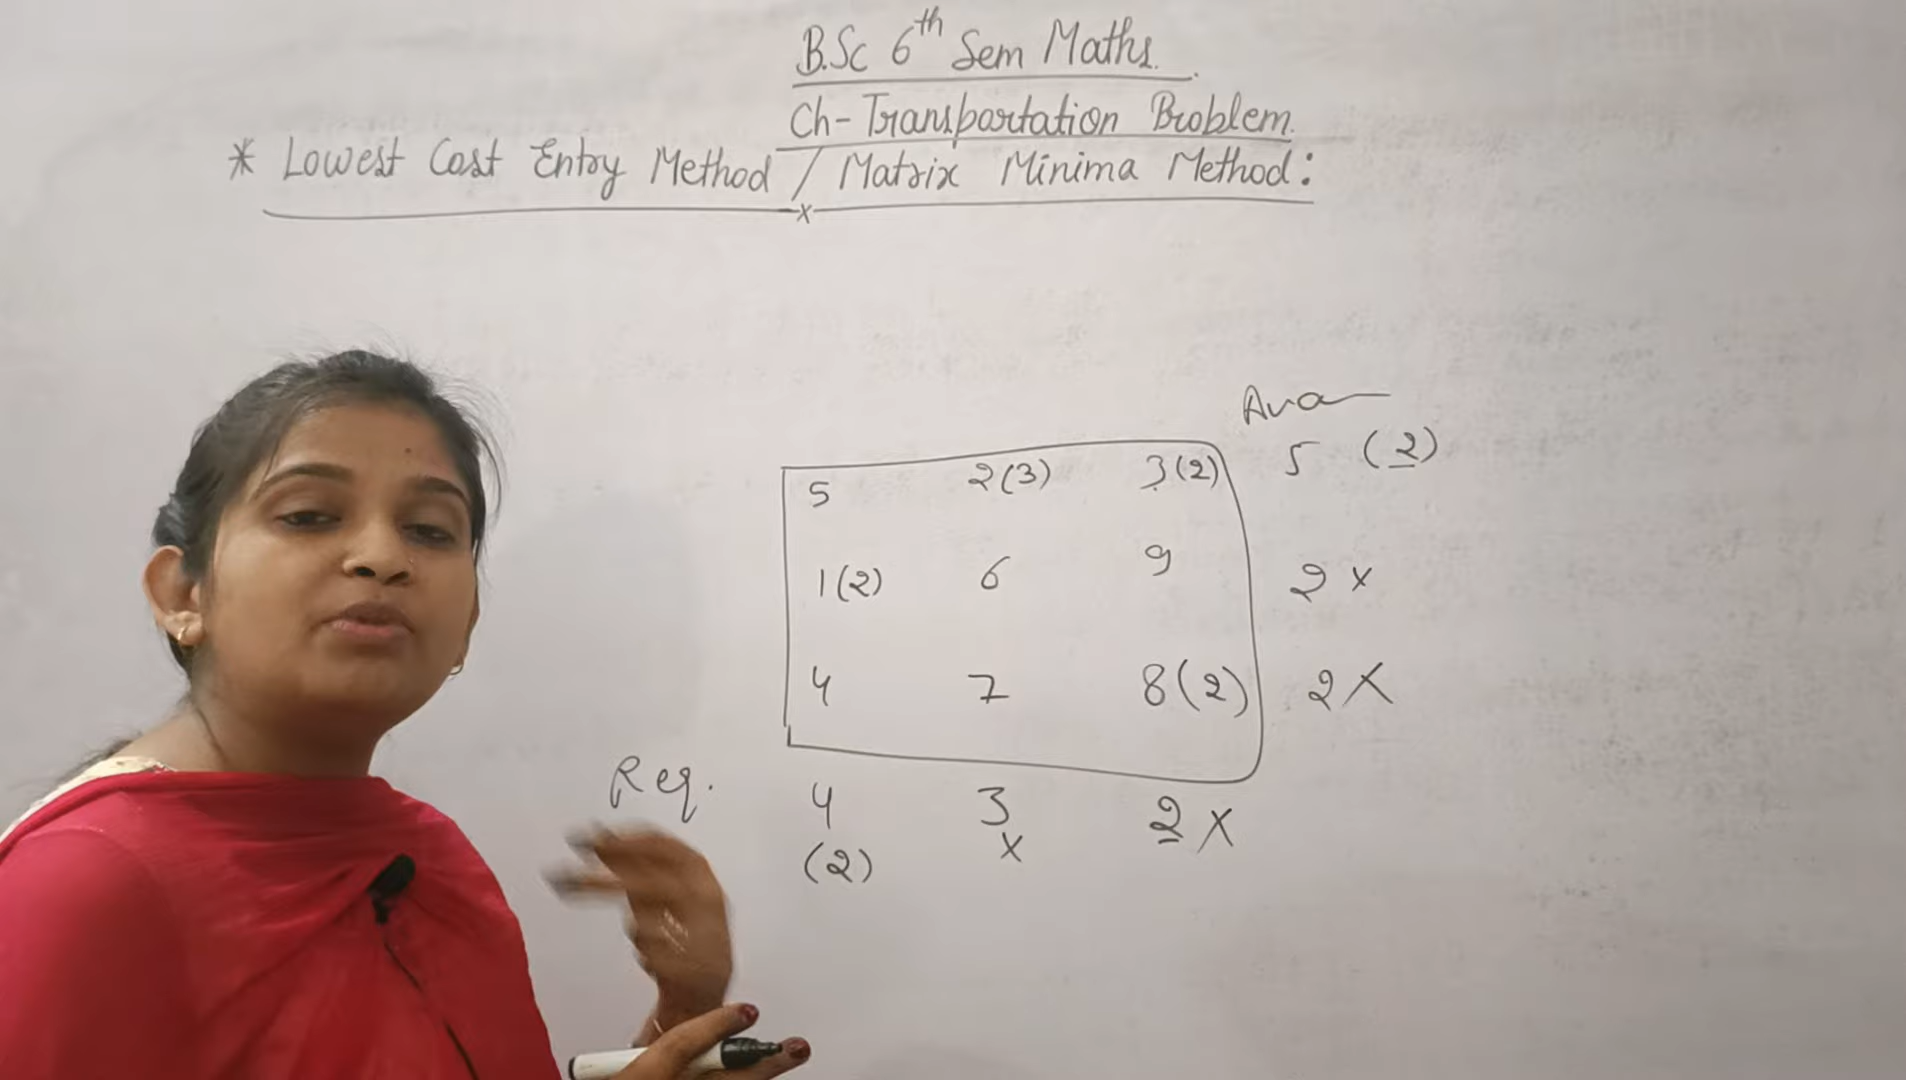 B.Sc 6th Sem Maths.
Ch- Transportation Problem.
* Lowest Cost Entry Method / Matrix Minima Method:
x
5 2(3) 3(2) 5 (2)
1(2) 6 9 2 x
4 7 8(2) 2 X
Req. 4 3 2 X
(2) x